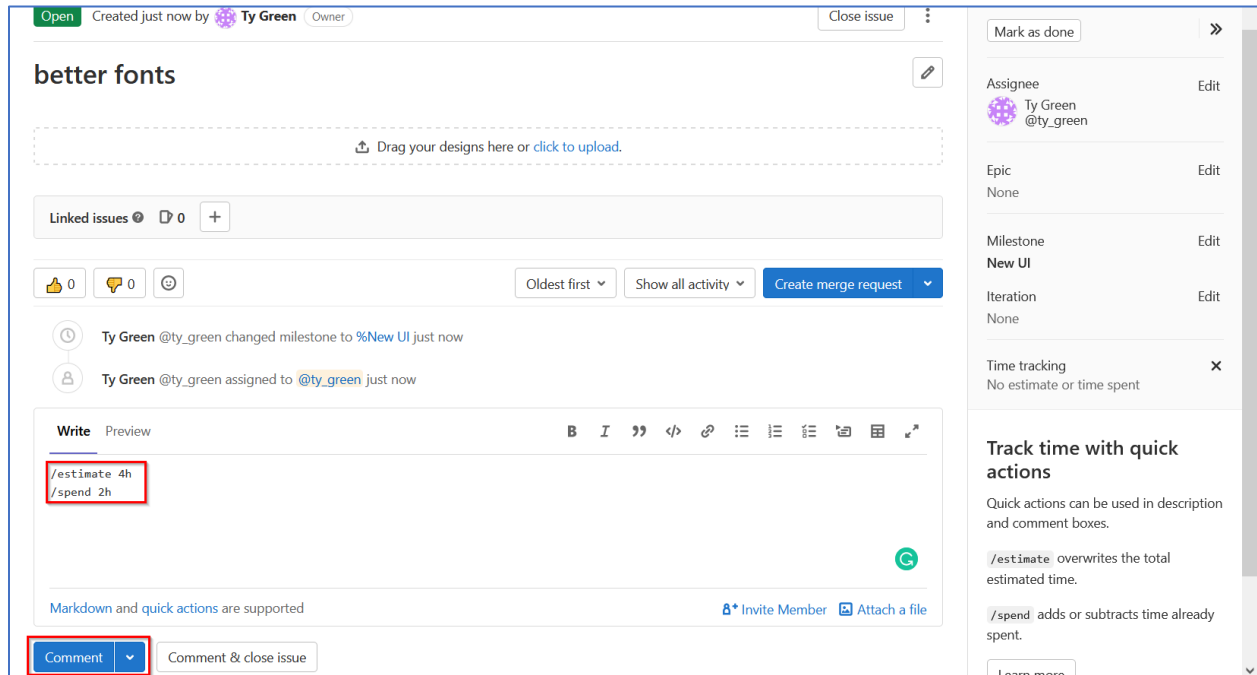 Open Created just now by Ty Green Owner
Close issue
better fonts
Drag your designs here or click to upload.
Linked issues 0
0 0
Oldest first Show all activity Create merge request
Ty Green @ty_green changed milestone to %New UI just now
Ty Green @ty_green assigned to @ty_green just now
Write Preview
/estimate 4h
/spend 2h
Markdown and quick actions are supported
Invite Member Attach a file
Comment Comment & close issue
Mark as done
Assignee Edit
Ty Green
@ty_green
Epic Edit
None
Milestone Edit
New UI
Iteration Edit
None
Time tracking
No estimate or time spent
Track time with quick
actions
Quick actions can be used in description
and comment boxes.
/estimate overwrites the total
estimated time.
/spend adds or subtracts time already
spent.
Learn more